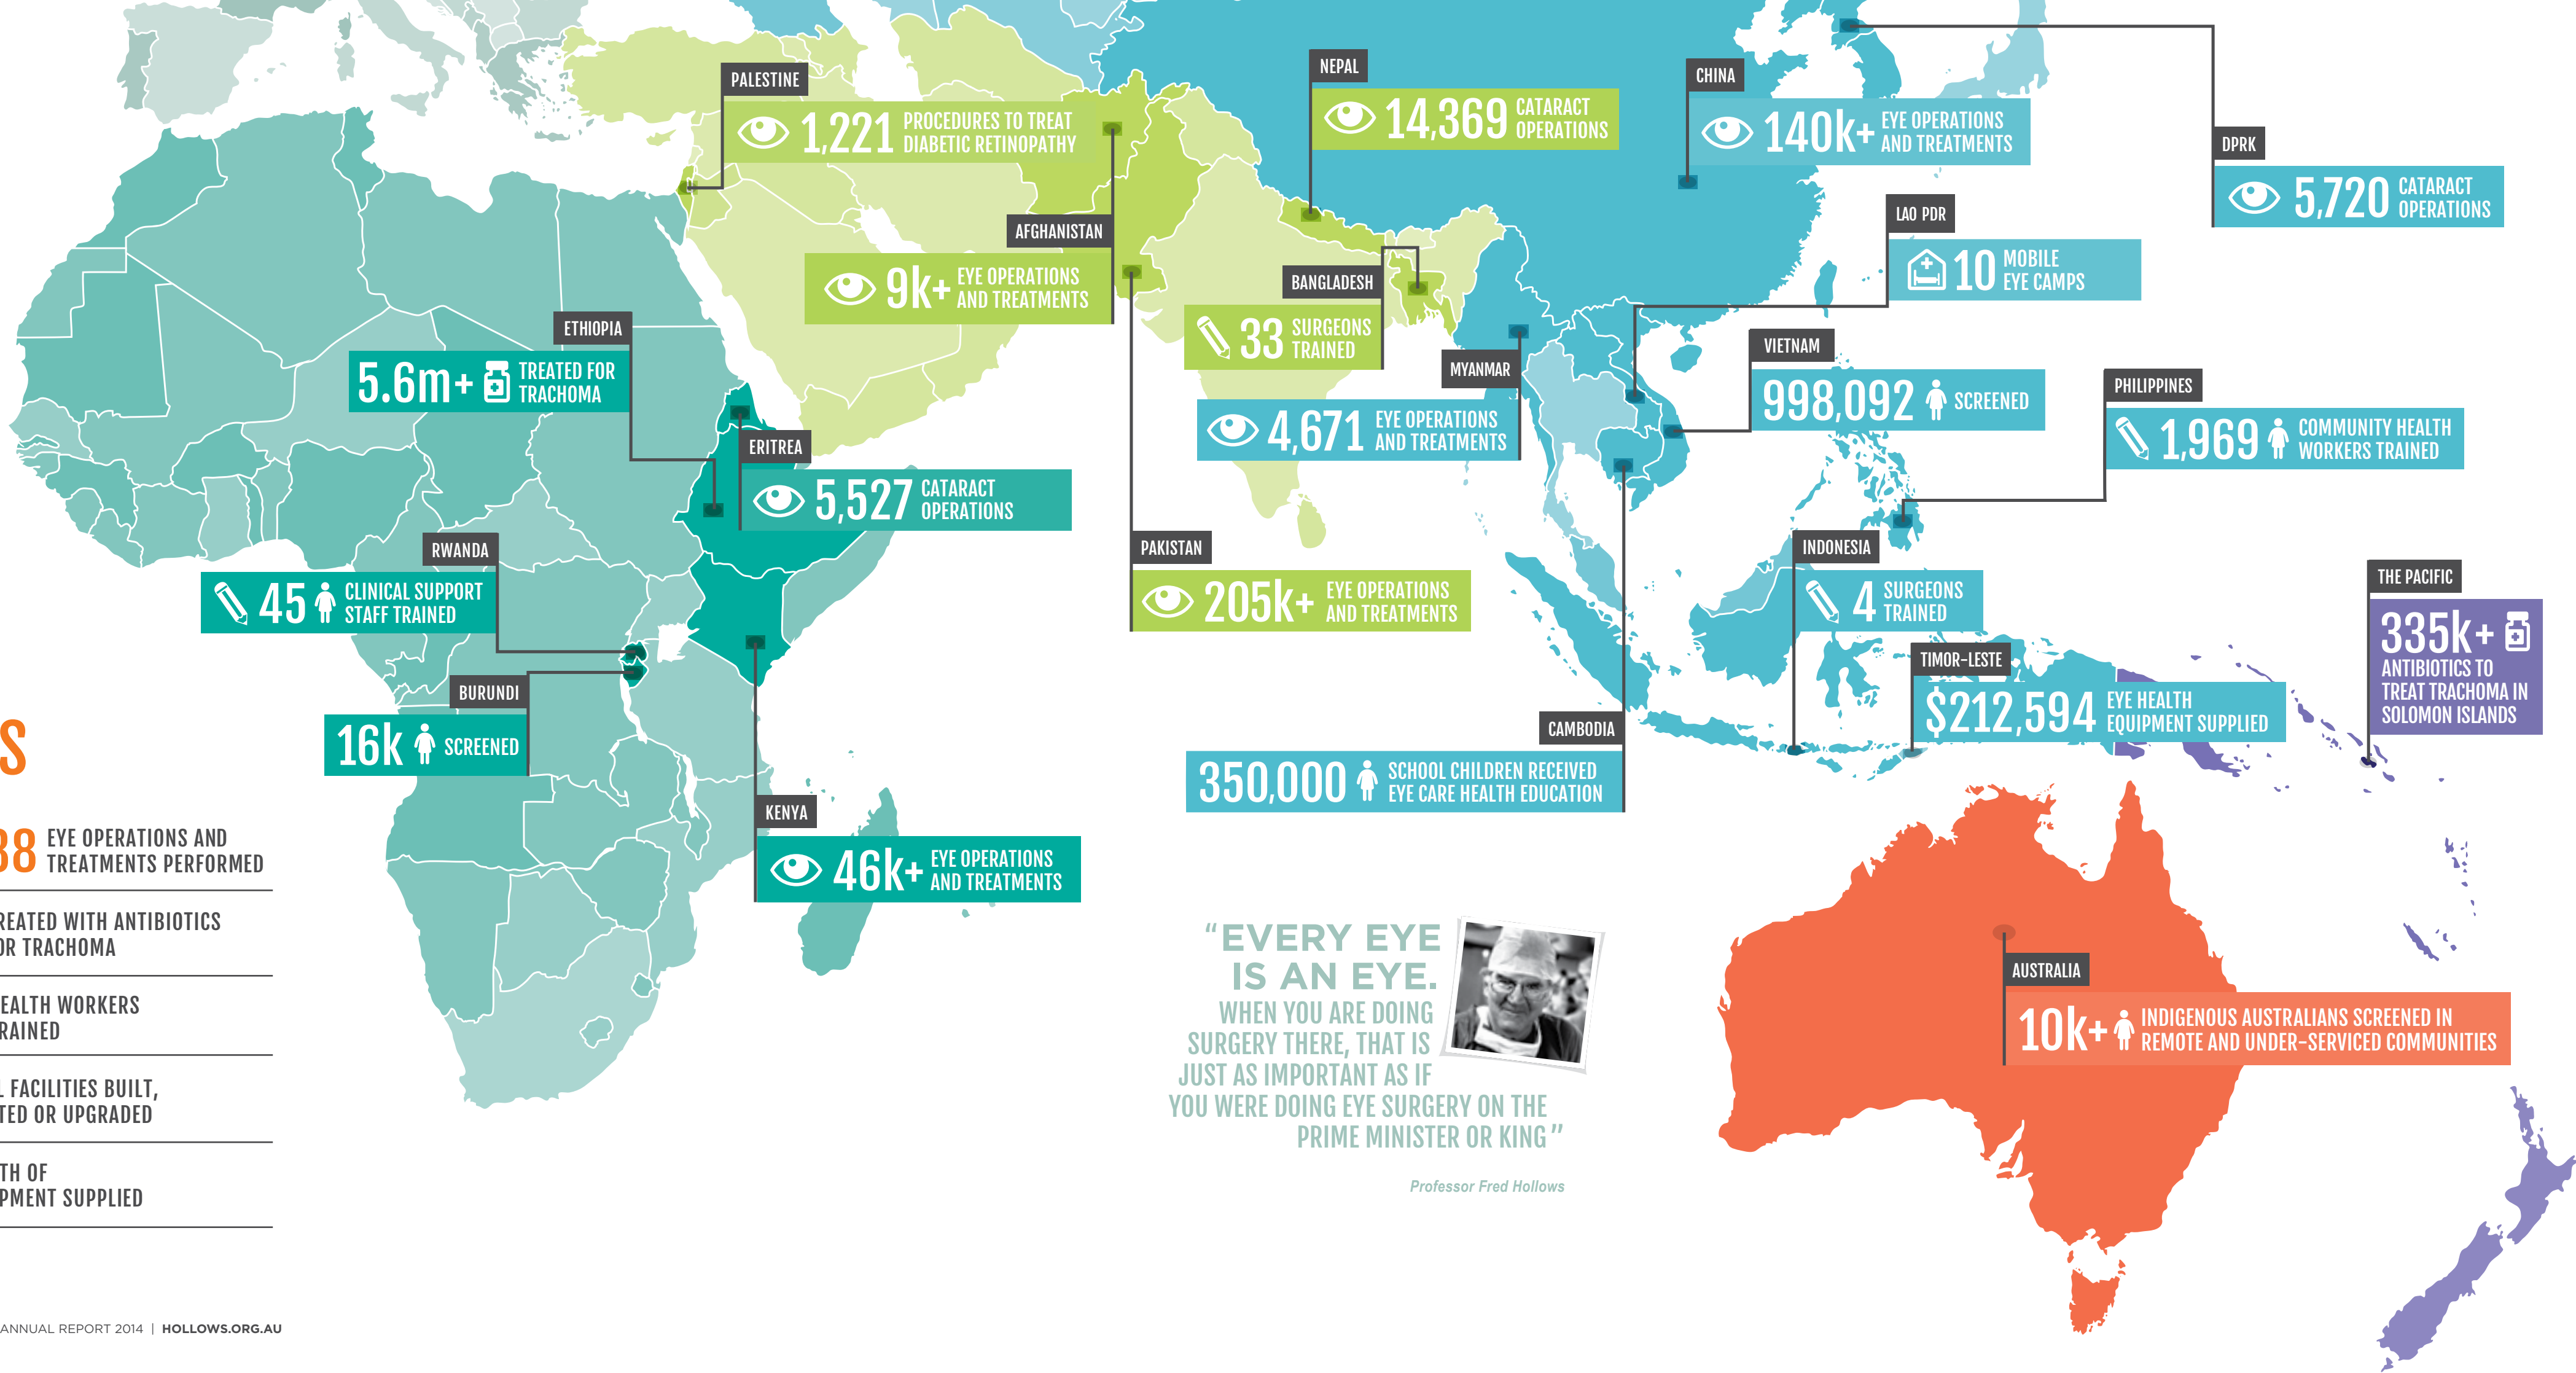 PALESTINE
1,221 PROCEDURES TO TREAT
DIABETIC RETINOPATHY
NEPAL
14,369 CATARACT
OPERATIONS
CHINA
140k+ EYE OPERATIONS
AND TREATMENTS
DPRK
5,720 CATARACT
OPERATIONS
AFGHANISTAN
9k+ EYE OPERATIONS
AND TREATMENTS
BANGLADESH
33 SURGEONS
TRAINED
LAO PDR
10 MOBILE
EYE CAMPS
ETHIOPIA
5.6m+ TREATED FOR
TRACHOMA
MYANMAR
4,671 EYE OPERATIONS
AND TREATMENTS
VIETNAM
998,092 SCREENED
PHILIPPINES
1,969 COMMUNITY HEALTH
WORKERS TRAINED
ERITREA
5,527 CATARACT
OPERATIONS
RWANDA
45 CLINICAL SUPPORT
STAFF TRAINED
PAKISTAN
205k+ EYE OPERATIONS
AND TREATMENTS
INDONESIA
4 SURGEONS
TRAINED
THE PACIFIC
335k+
ANTIBIOTICS TO
TREAT TRACHOMA IN
SOLOMON ISLANDS
BURUNDI
16k SCREENED
TIMOR-LESTE
$212,594 EYE HEALTH
EQUIPMENT SUPPLIED
CAMBODIA
350,000 SCHOOL CHILDREN RECEIVED
EYE CARE HEALTH EDUCATION
KENYA
46k+ EYE OPERATIONS
AND TREATMENTS
AUSTRALIA
10k+ INDIGENOUS AUSTRALIANS SCREENED IN
REMOTE AND UNDER-SERVICED COMMUNITIES
S
38 EYE OPERATIONS AND
TREATMENTS PERFORMED
REATED WITH ANTIBIOTICS
OR TRACHOMA
EALTH WORKERS
RAINED
L FACILITIES BUILT,
TED OR UPGRADED
TH OF
PMENT SUPPLIED
“EVERY EYE
IS AN EYE.
WHEN YOU ARE DOING
SURGERY THERE, THAT IS
JUST AS IMPORTANT AS IF
YOU WERE DOING EYE SURGERY ON THE
PRIME MINISTER OR KING”
Professor Fred Hollows
ANNUAL REPORT 2014 | HOLLOWS.ORG.AU